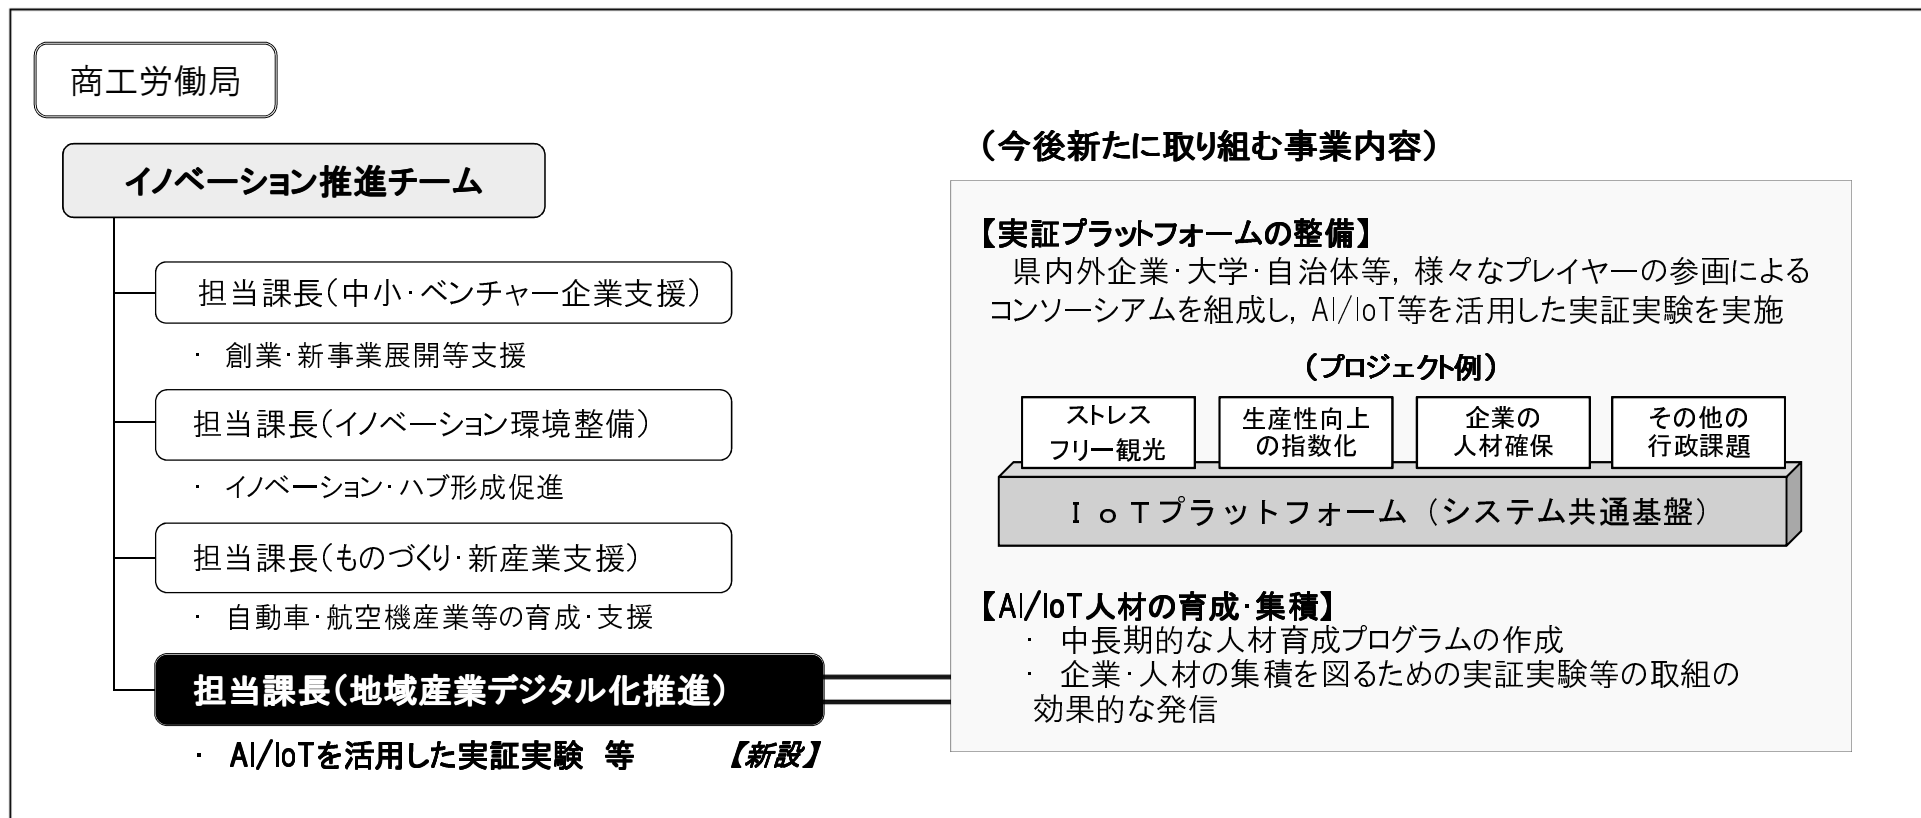 商工労働局
イノベーション推進チーム
担当課長（中小・ベンチャー企業支援）
・ 創業・新事業展開等支援
担当課長（イノベーション環境整備）
・ イノベーション・ハブ形成促進
担当課長（ものづくり・新産業支援）
・ 自動車・航空機産業等の育成・支援
担当課長（地域産業デジタル化推進）
・ AI/IoTを活用した実証実験 等 【新設】
（今後新たに取り組む事業内容）
【実証プラットフォームの整備】
県内外企業・大学・自治体等，様々なプレイヤーの参画による
コンソーシアムを組成し，AI/IoT等を活用した実証実験を実施
（プロジェクト例）
ストレス
フリー観光
生産性向上
の指数化
企業の
人材確保
その他の
行政課題
ＩｏＴプラットフォーム（システム共通基盤）
【AI/IoT人材の育成・集積】
・ 中長期的な人材育成プログラムの作成
・ 企業・人材の集積を図るための実証実験等の取組の
効果的な発信